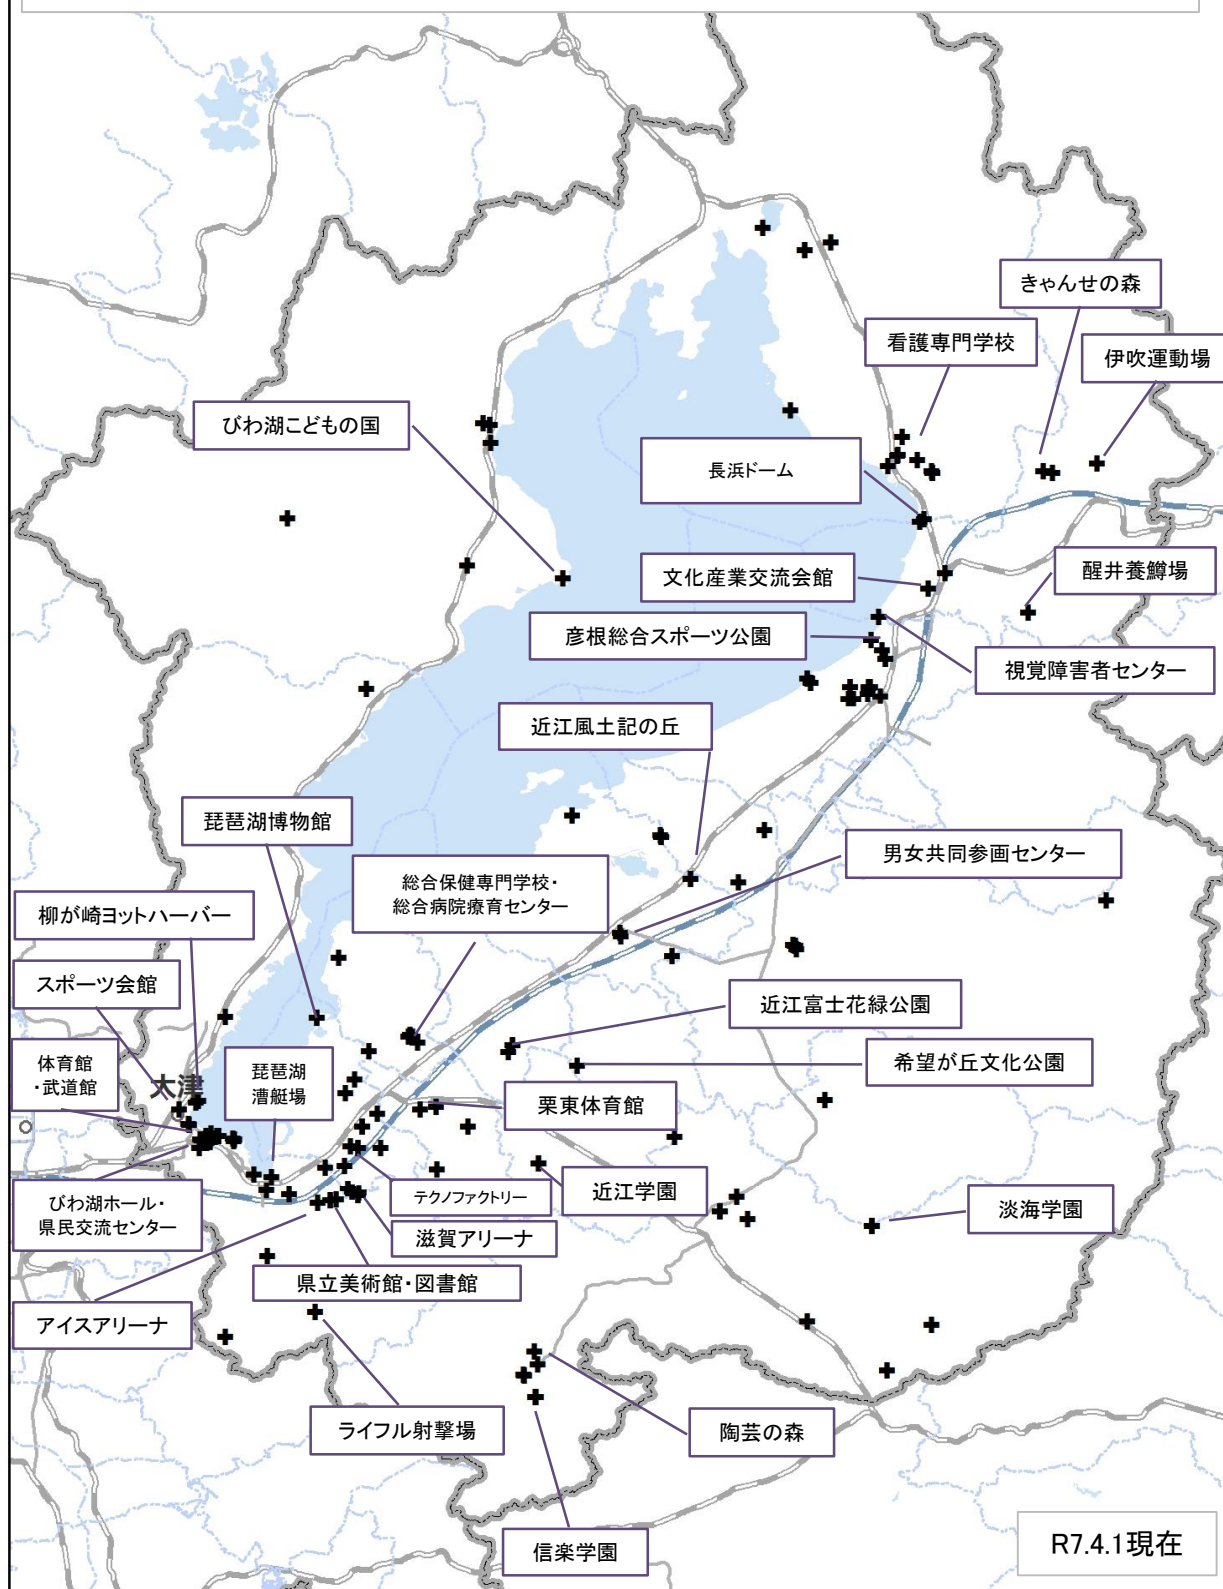 きゃんせの森
看護専門学校
伊吹運動場
びわ湖こどもの国
長浜ドーム
文化産業交流会館
醒井養鱒場
彦根総合スポーツ公園
視覚障害者センター
近江風土記の丘
琵琶湖博物館
男女共同参画センター
総合保健専門学校・
総合病院療育センター
柳が崎ヨットハーバー
スポーツ会館
近江富士花緑公園
体育館
・武道館
大津
琵琶湖
漕艇場
希望が丘文化公園
栗東体育館
びわ湖ホール・
県民交流センター
テクノファクトリー
近江学園
淡海学園
滋賀アリーナ
県立美術館・図書館
アイスアリーナ
ライフル射撃場
陶芸の森
信楽学園
R7.4.1現在